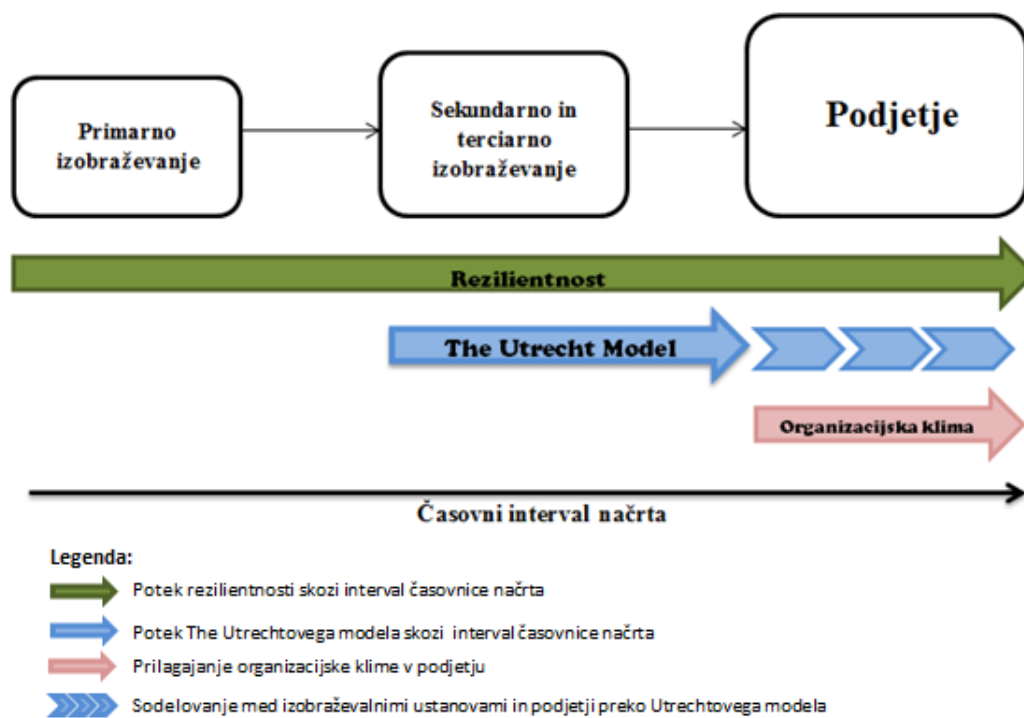 Primarno
izobraževanje
Sekundarno in
terciarno
izobraževanje
Podjetje
Rezilientnost
The Utrecht Model
Organizacijska klima
Časovni interval načrta
Legenda:
Potek rezilientnosti skozi interval časovnice načrta
Potek The Utrechtovega modela skozi interval časovnice načrta
Prilagajanje organizacijske klime v podjetju
Sodelovanje med izobraževalnimi ustanovami in podjetji preko Utrechtovega modela